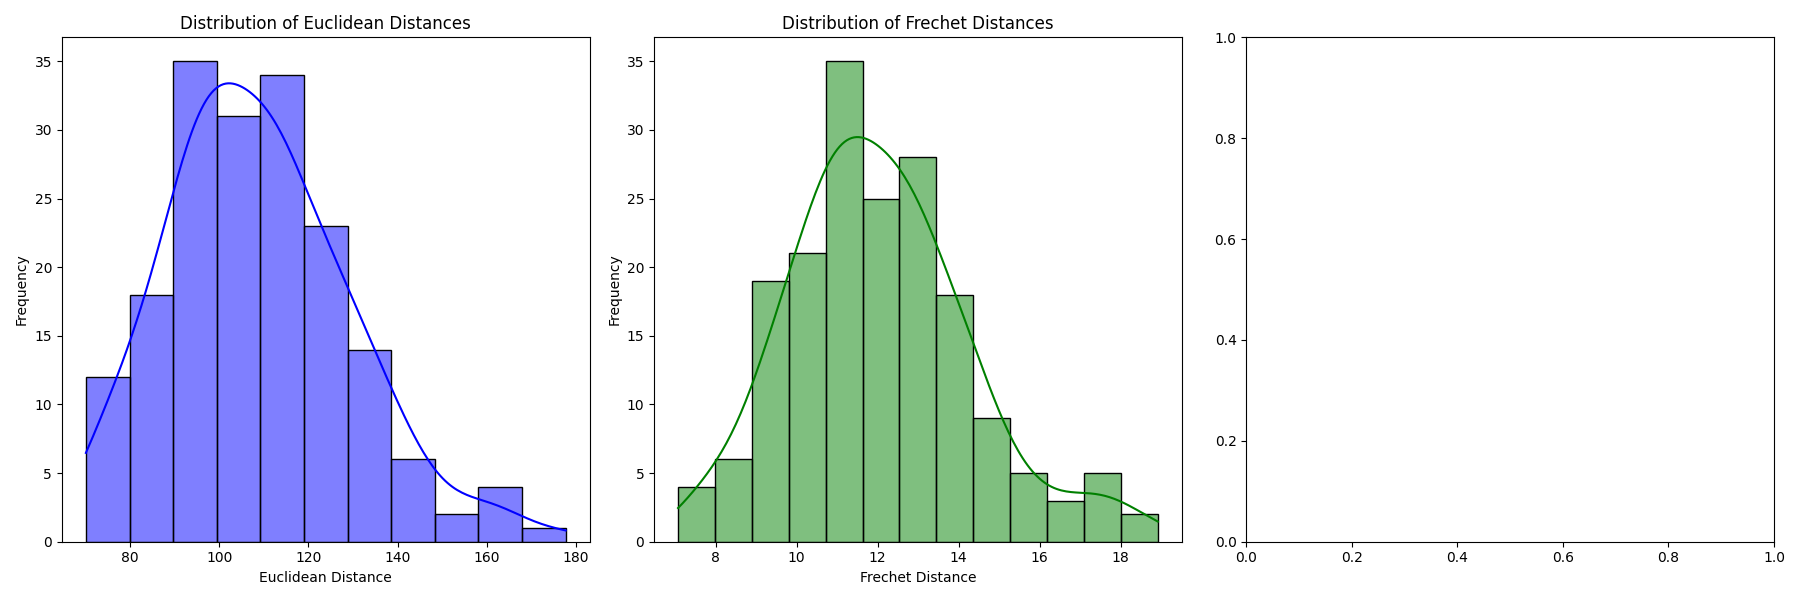 Distribution of Euclidean Distances
Frequency
35
30
25
20
15
10
5
0
80 100 120 140 160 180
Euclidean Distance
Distribution of Frechet Distances
Frequency
35
30
25
20
15
10
5
0
8 10 12 14 16 18
Frechet Distance
1.0
0.8
0.6
0.4
0.2
0.0
0.0 0.2 0.4 0.6 0.8 1.0